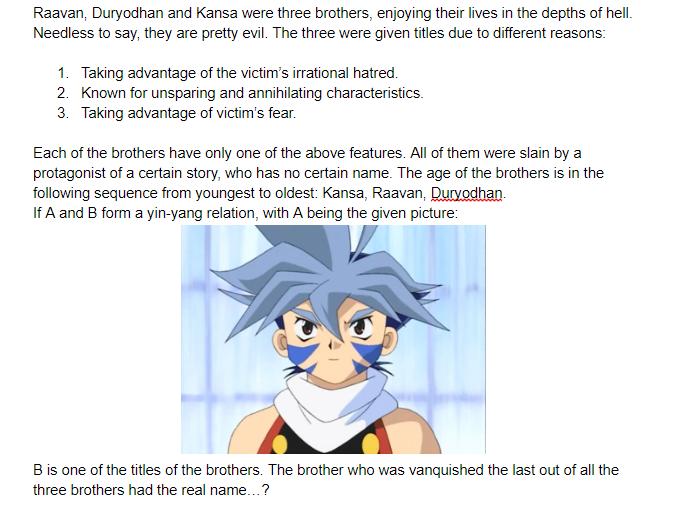 Raavan, Duryodhan and Kansa were three brothers, enjoying their lives in the depths of hell.
Needless to say, they are pretty evil. The three were given titles due to different reasons:
1. Taking advantage of the victim's irrational hatred.
2. Known for unsparing and annihilating characteristics.
3. Taking advantage of victim's fear.
Each of the brothers have only one of the above features. All of them were slain by a
protagonist of a certain story, who has no certain name. The age of the brothers is in the
following sequence from youngest to oldest: Kansa, Raavan, Duryodhan.
If A and B form a yin-yang relation, with A being the given picture:
B is one of the titles of the brothers. The brother who was vanquished the last out of all the
three brothers had the real name…?